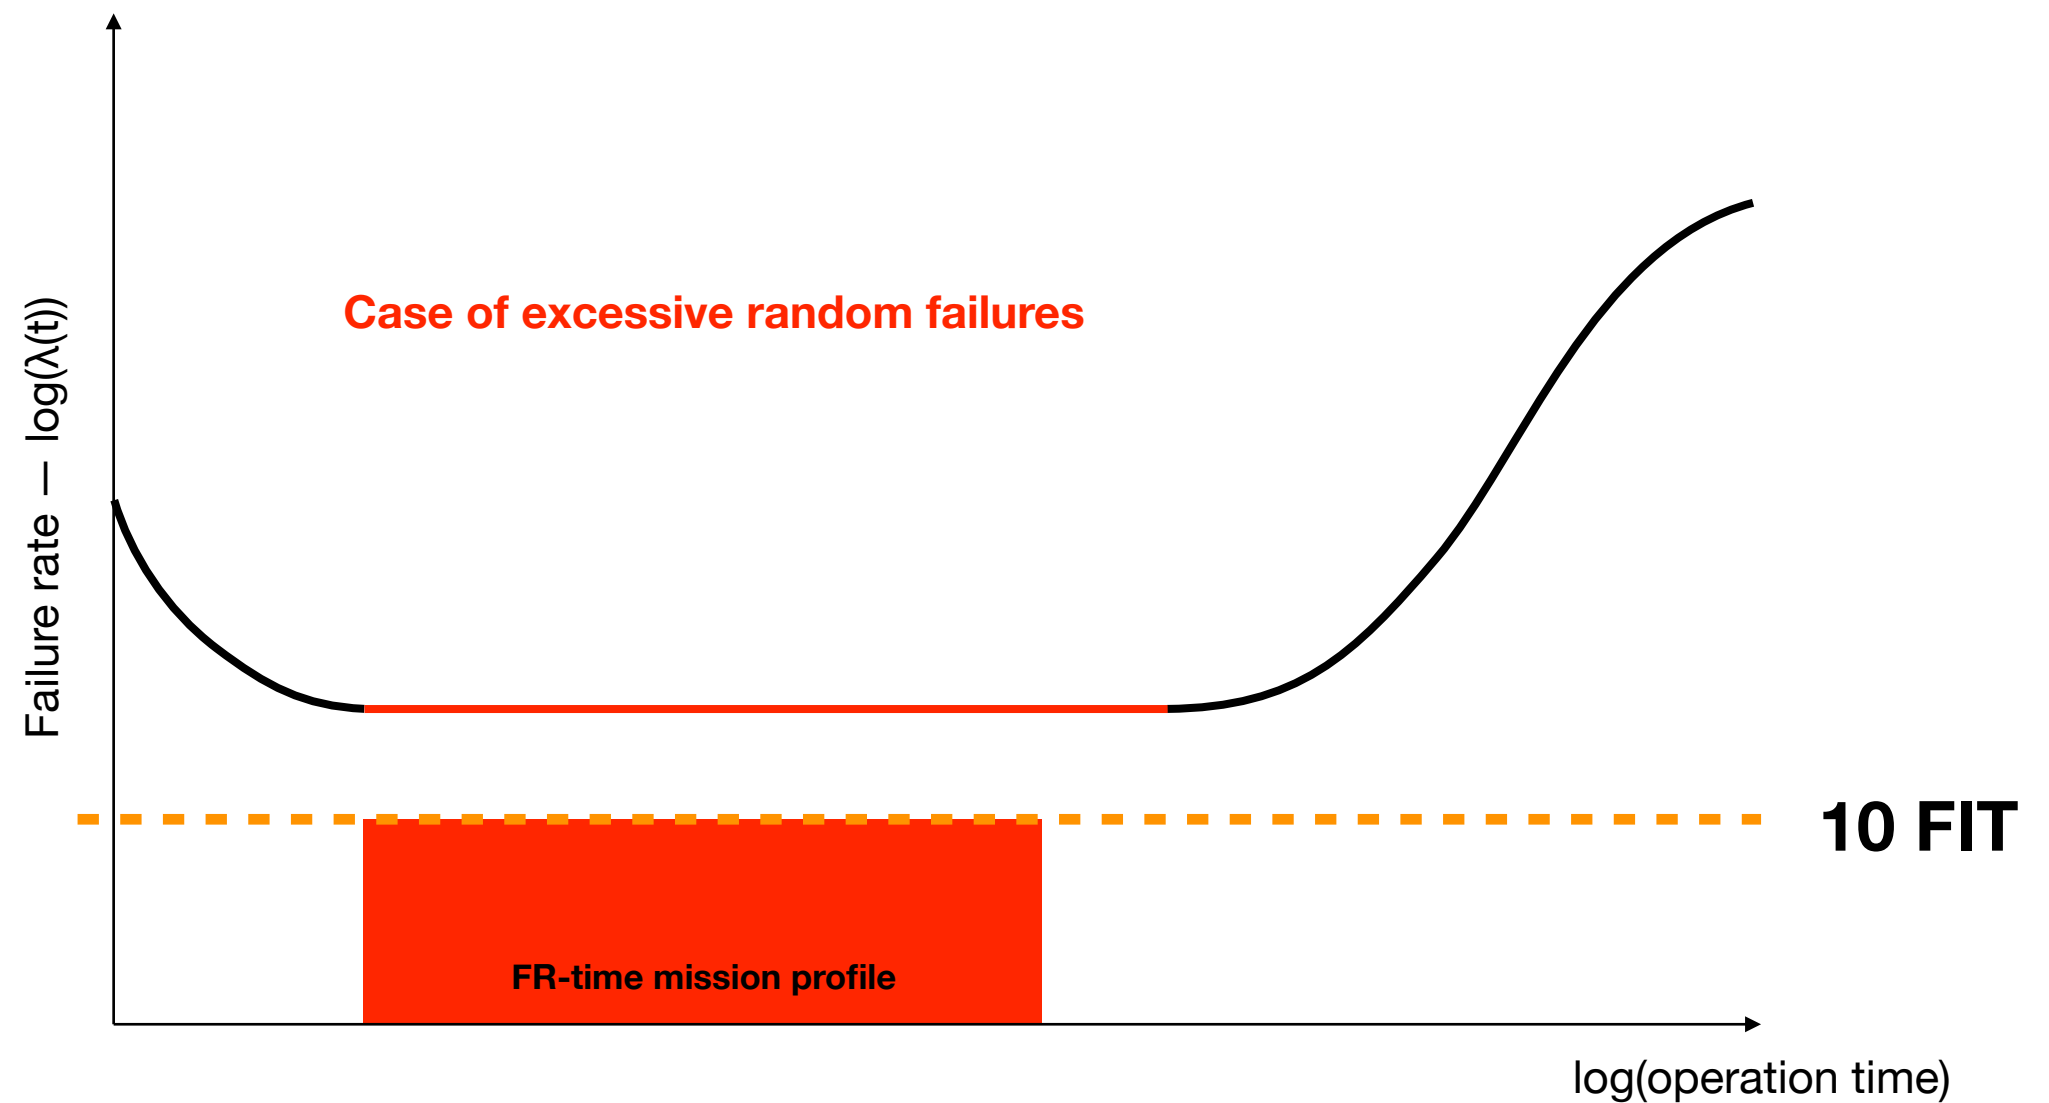 Case of excessive random failures
Failure rate — log(λ(t))
10 FIT
FR-time mission profile
log(operation time)